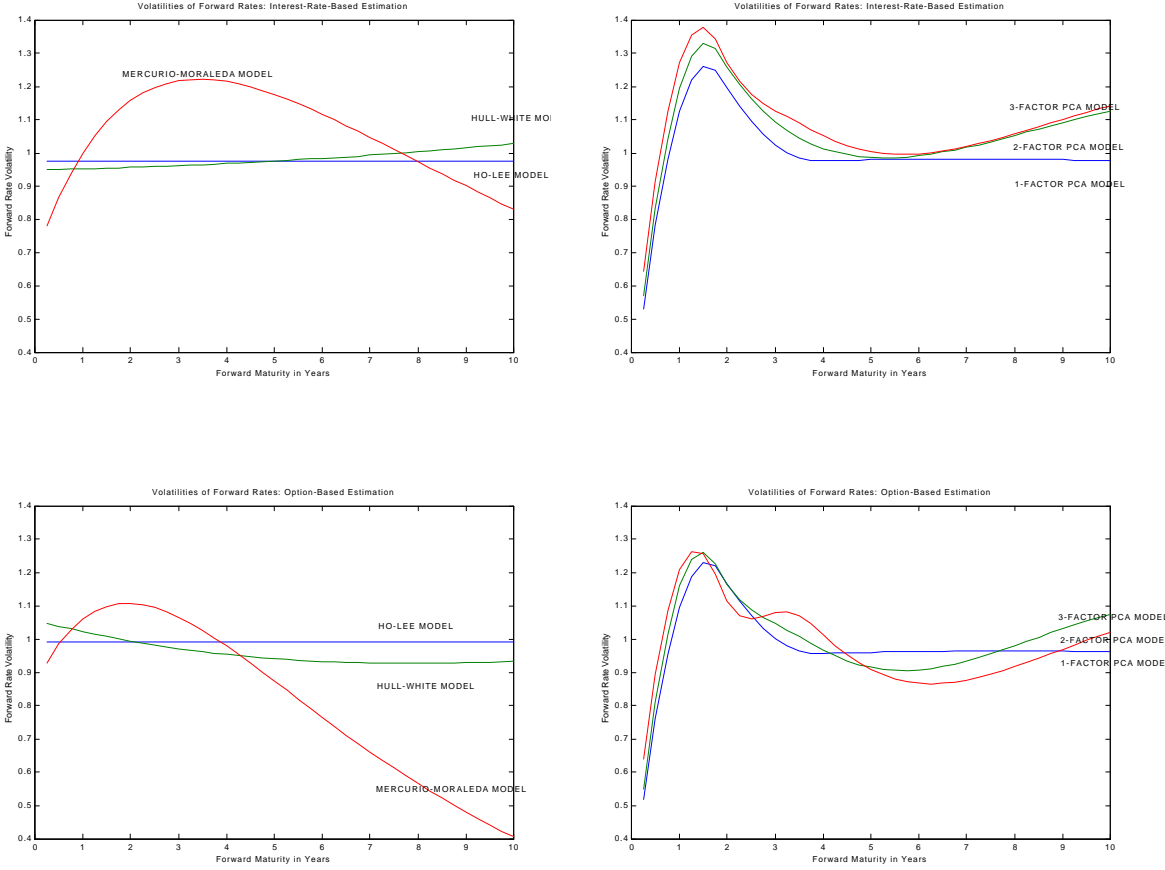 Volatilities of Forward Rates: Interest-Rate-Based Estimation
1.4
1.3
1.2
1.1
1
0.9
0.8
0.7
0.6
0.5
0.4
Forward Rate Volatility
MERCURIO-MORALEDA MODEL
HULL-WHITE MO
HO-LEE MODEL
0 1 2 3 4 5 6 7 8 9 10
Forward Maturity in Years
Volatilities of Forward Rates: Interest-Rate-Based Estimation
1.4
1.3
1.2
1.1
1
0.9
0.8
0.7
0.6
0.5
0.4
Forward Rate Volatility
3-FACTOR PCA MODEL
2-FACTOR PCA MODEL
1-FACTOR PCA MODEL
0 1 2 3 4 5 6 7 8 9 10
Forward Maturity in Years
Volatilities of Forward Rates: Option-Based Estimation
1.4
1.3
1.2
1.1
1
0.9
0.8
0.7
0.6
0.5
0.4
Forward Rate Volatility
HO-LEE MODEL
HULL-WHITE MODEL
MERCURIO-MORALEDA MODEL
0 1 2 3 4 5 6 7 8 9 10
Forward Maturity in Years
Volatilities of Forward Rates: Option-Based Estimation
1.4
1.3
1.2
1.1
1
0.9
0.8
0.7
0.6
0.5
0.4
Forward Rate Volatility
3-FACTOR PCA MODEL
2-FACTOR PCA MODE
1-FACTOR PCA MODE
0 1 2 3 4 5 6 7 8 9 10
Forward Maturity in Years